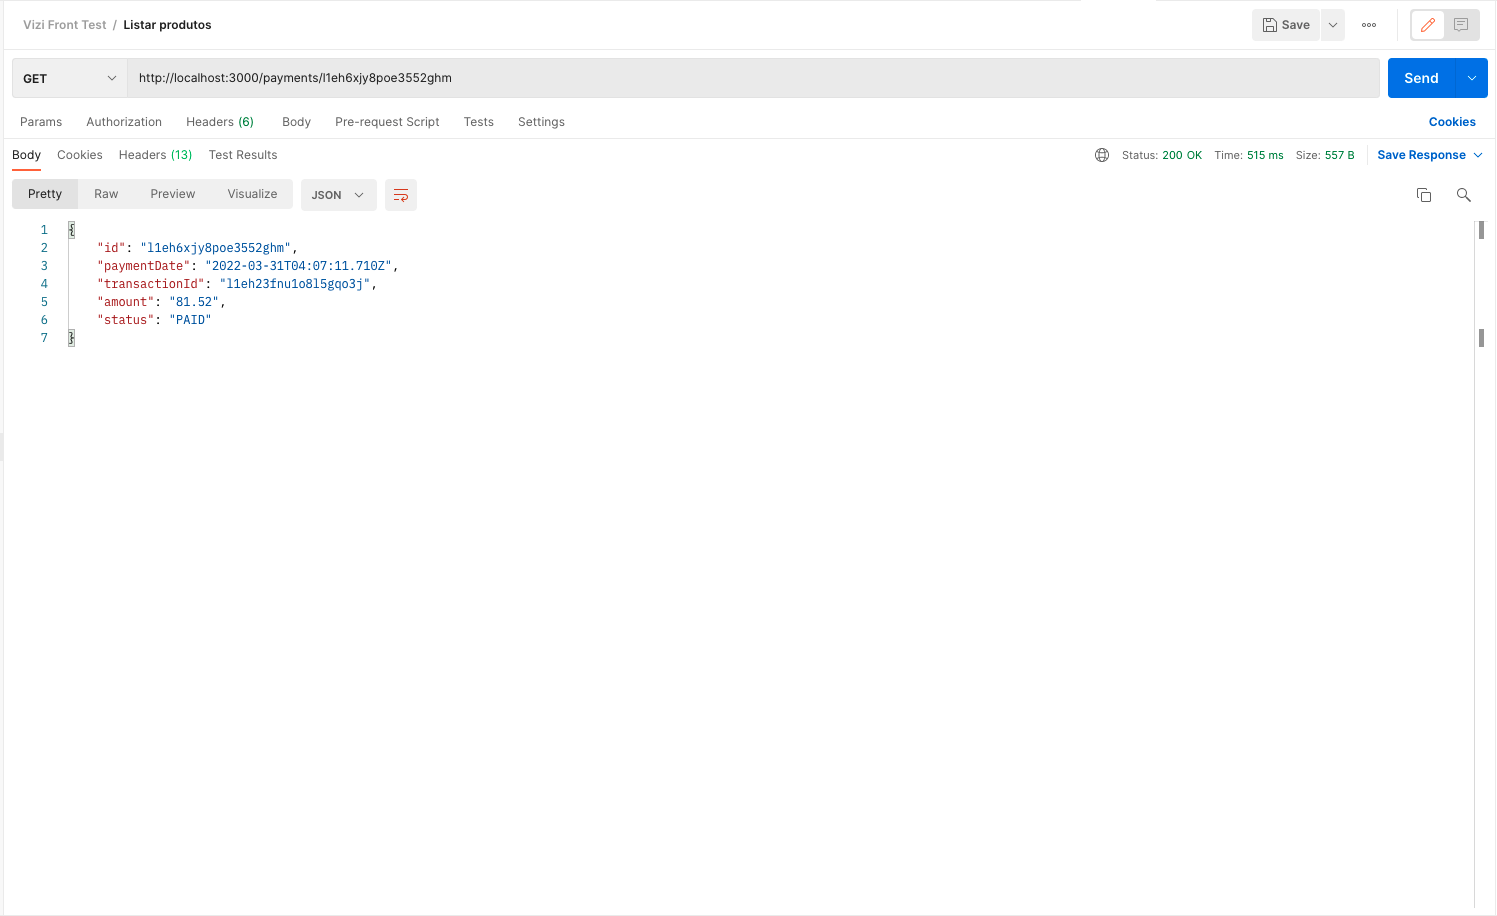 Vizi Front Test / Listar produtos
Save
GET http://localhost:3000/payments/l1eh6xjy8poe3552ghm Send
Params Authorization Headers (6) Body Pre-request Script Tests Settings Cookies
Body Cookies Headers (13) Test Results Status: 200 OK Time: 515 ms Size: 557 B Save Response
Pretty Raw Preview Visualize JSON
1 {
2 "id": "l1eh6xjy8poe3552ghm",
3 "paymentDate": "2022-03-31T04:07:11.710Z",
4 "transactionId": "l1eh23fnu1o8l5gqo3j",
5 "amount": "81.52",
6 "status": "PAID"
7 }